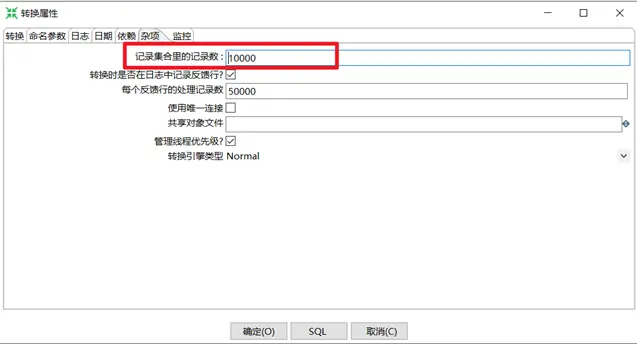 转换属性
转换 命名参数 日志 日期 依赖 杂项 监控
记录集合里的记录数 : 10000
转换时是否在日志中记录反馈行?
每个反馈行的处理记录数 50000
使用唯一连接
共享对象文件
管理线程优先级?
转换引擎类型 Normal
确定(O) SQL 取消(C)